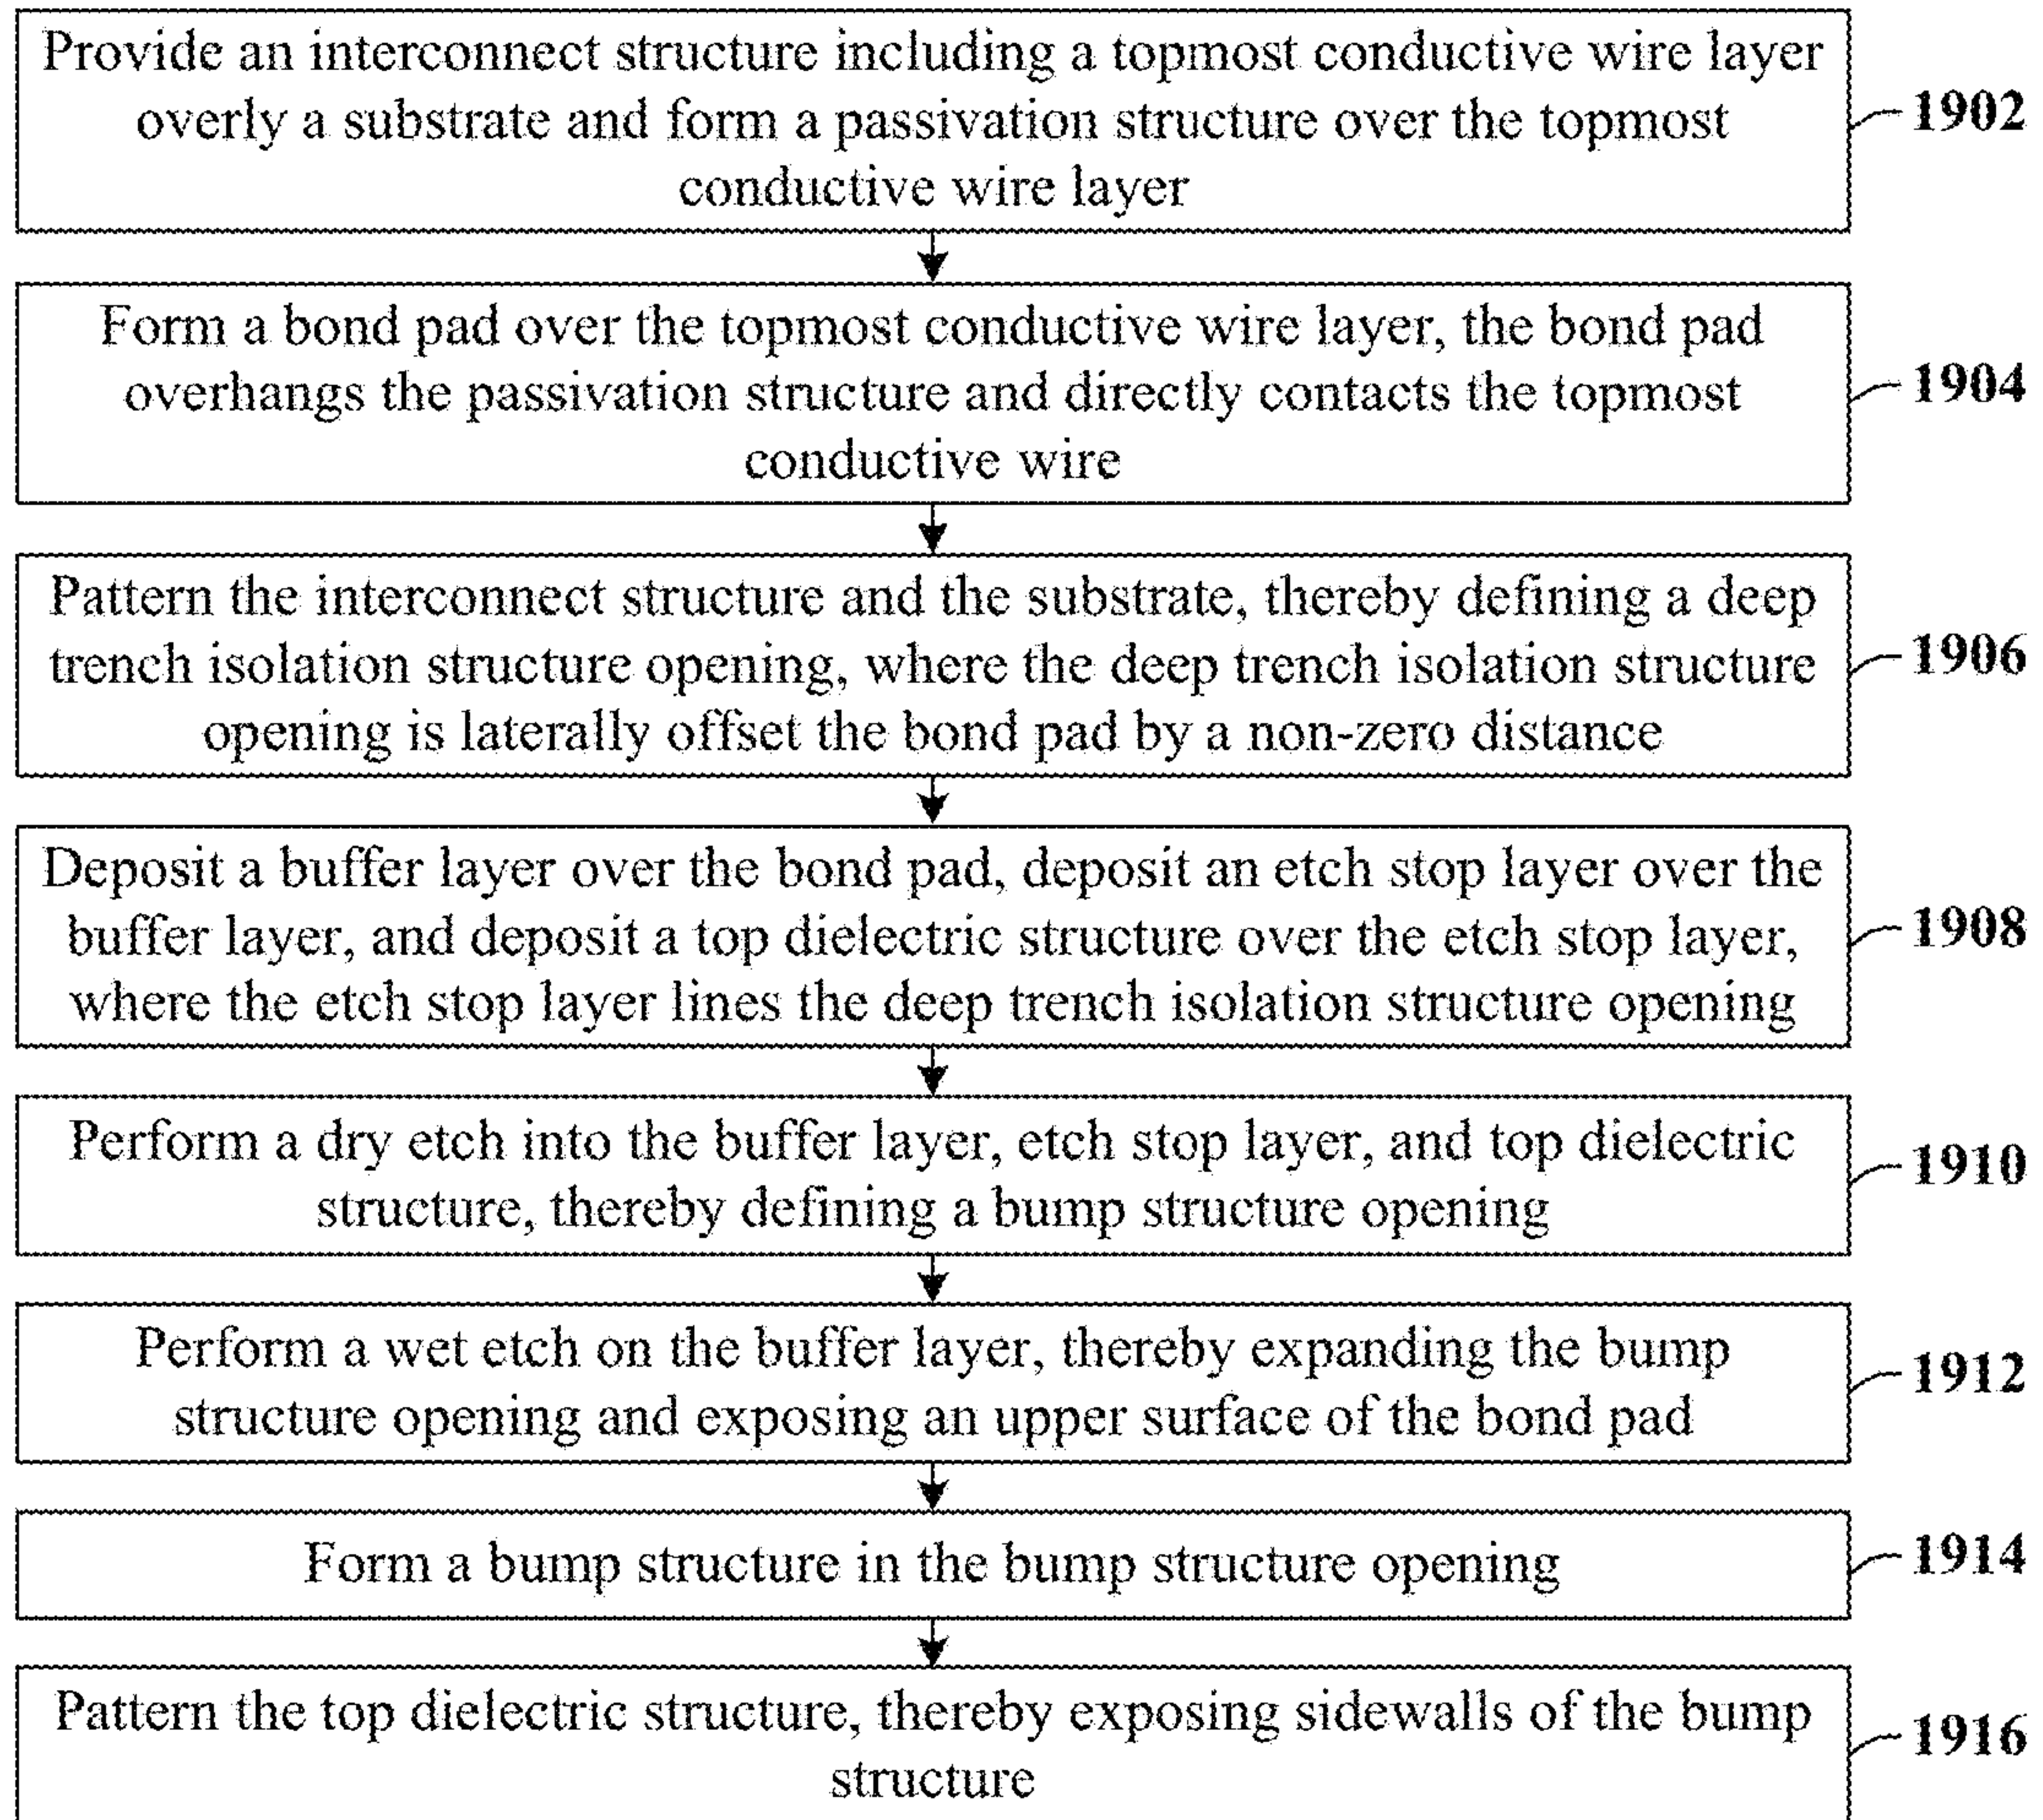 Provide an interconnect structure including a topmost conductive wire layer
overly a substrate and form a passivation structure over the topmost
conductive wire layer
1902
Form a bond pad over the topmost conductive wire layer, the bond pad
overhangs the passivation structure and directly contacts the topmost
conductive wire
1904
Pattern the interconnect structure and the substrate, thereby defining a deep
trench isolation structure opening, where the deep trench isolation structure
opening is laterally offset the bond pad by a non-zero distance
1906
Deposit a buffer layer over the bond pad, deposit an etch stop layer over the
buffer layer, and deposit a top dielectric structure over the etch stop layer,
where the etch stop layer lines the deep trench isolation structure opening
1908
Perform a dry etch into the buffer layer, etch stop layer, and top dielectric
structure, thereby defining a bump structure opening
1910
Perform a wet etch on the buffer layer, thereby expanding the bump
structure opening and exposing an upper surface of the bond pad
1912
Form a bump structure in the bump structure opening
1914
Pattern the top dielectric structure, thereby exposing sidewalls of the bump
structure
1916